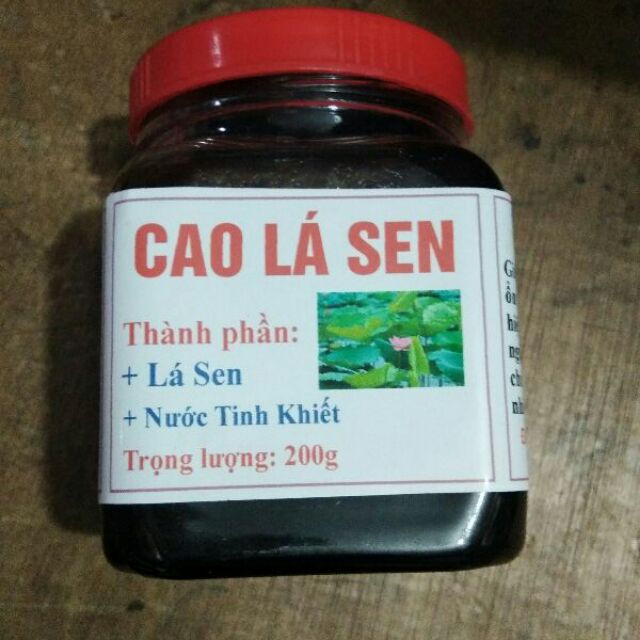 CAO LÁ SEN
Thành phần:
+ Lá Sen
+ Nước Tinh Khiết
Trọng lượng: 200g